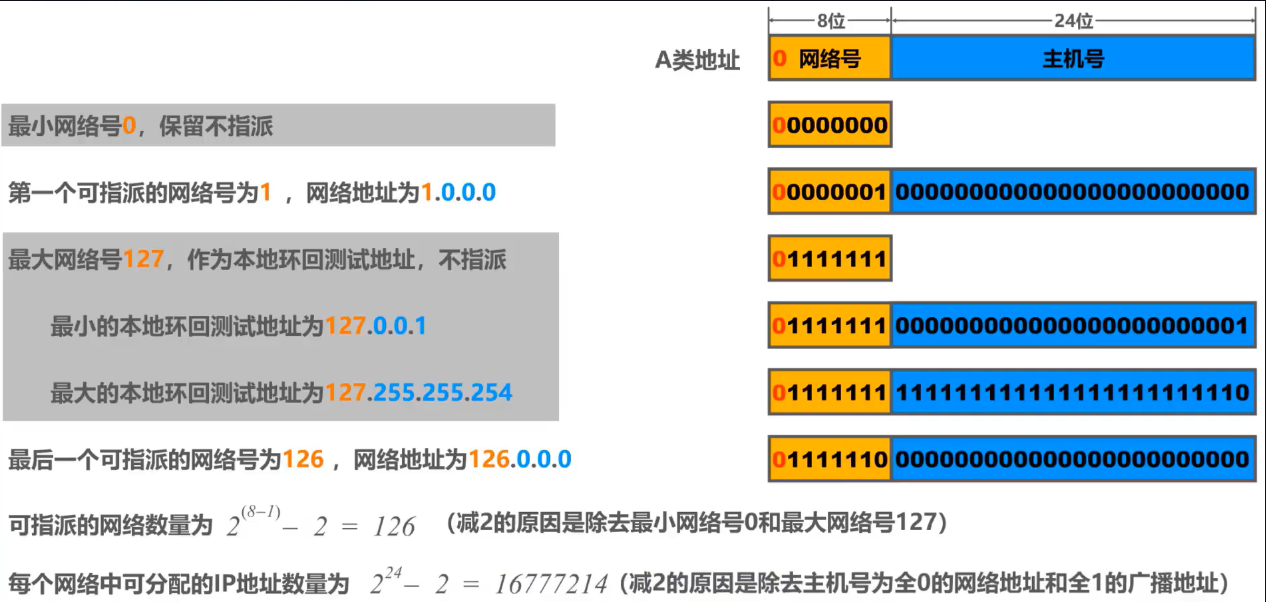 8位 24位
A类地址 0 网络号 主机号
最小网络号0，保留不指派 00000000
第一个可指派的网络号为1 ，网络地址为1.0.0.0 00000001 000000000000000000000000
最大网络号127，作为本地环回测试地址，不指派 01111111
最小的本地环回测试地址为127.0.0.1 01111111 000000000000000000000001
最大的本地环回测试地址为127.255.255.254 01111111 111111111111111111111110
最后一个可指派的网络号为126 ，网络地址为126.0.0.0 01111110 000000000000000000000000
可指派的网络数量为 2^(8–1) – 2 = 126 （减2的原因是除去最小网络号0和最大网络号127）
每个网络中可分配的IP地址数量为 2^24 – 2 = 16777214（减2的原因是除去主机号为全0的网络地址和全1的广播地址）